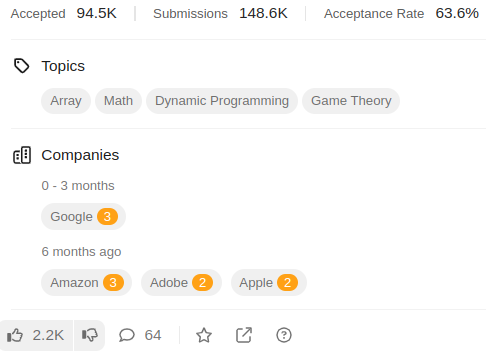 Accepted 94.5K Submissions 148.6K Acceptance Rate 63.6%
Topics
Array Math Dynamic Programming Game Theory
Companies
0 - 3 months
Google 3
6 months ago
Amazon 3 Adobe 2 Apple 2
2.2K 64